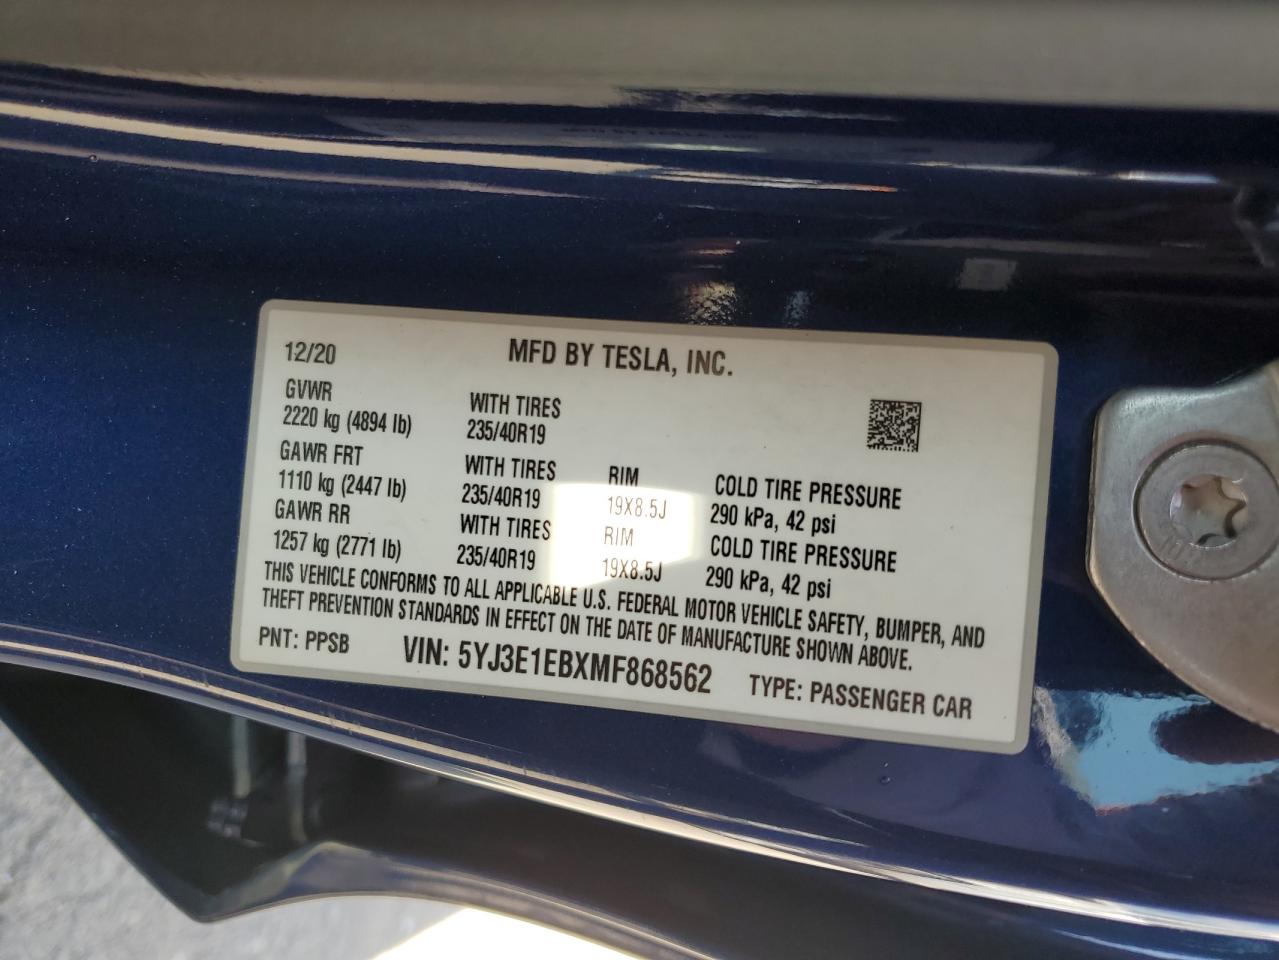 12/20 MFD BY TESLA, INC.
GVWR
2220 kg (4894 lb)
WITH TIRES
235/40R19
GAWR FRT
1110 kg (2447 lb)
WITH TIRES
235/40R19
RIM
19X8.5J
COLD TIRE PRESSURE
290 kPa, 42 psi
GAWR RR
1257 kg (2771 lb)
WITH TIRES
235/40R19
RIM
19X8.5J
COLD TIRE PRESSURE
290 kPa, 42 psi
THIS VEHICLE CONFORMS TO ALL APPLICABLE U.S. FEDERAL MOTOR VEHICLE SAFETY, BUMPER, AND
THEFT PREVENTION STANDARDS IN EFFECT ON THE DATE OF MANUFACTURE SHOWN ABOVE.
PNT: PPSB VIN: 5YJ3E1EBXMF868562 TYPE: PASSENGER CAR